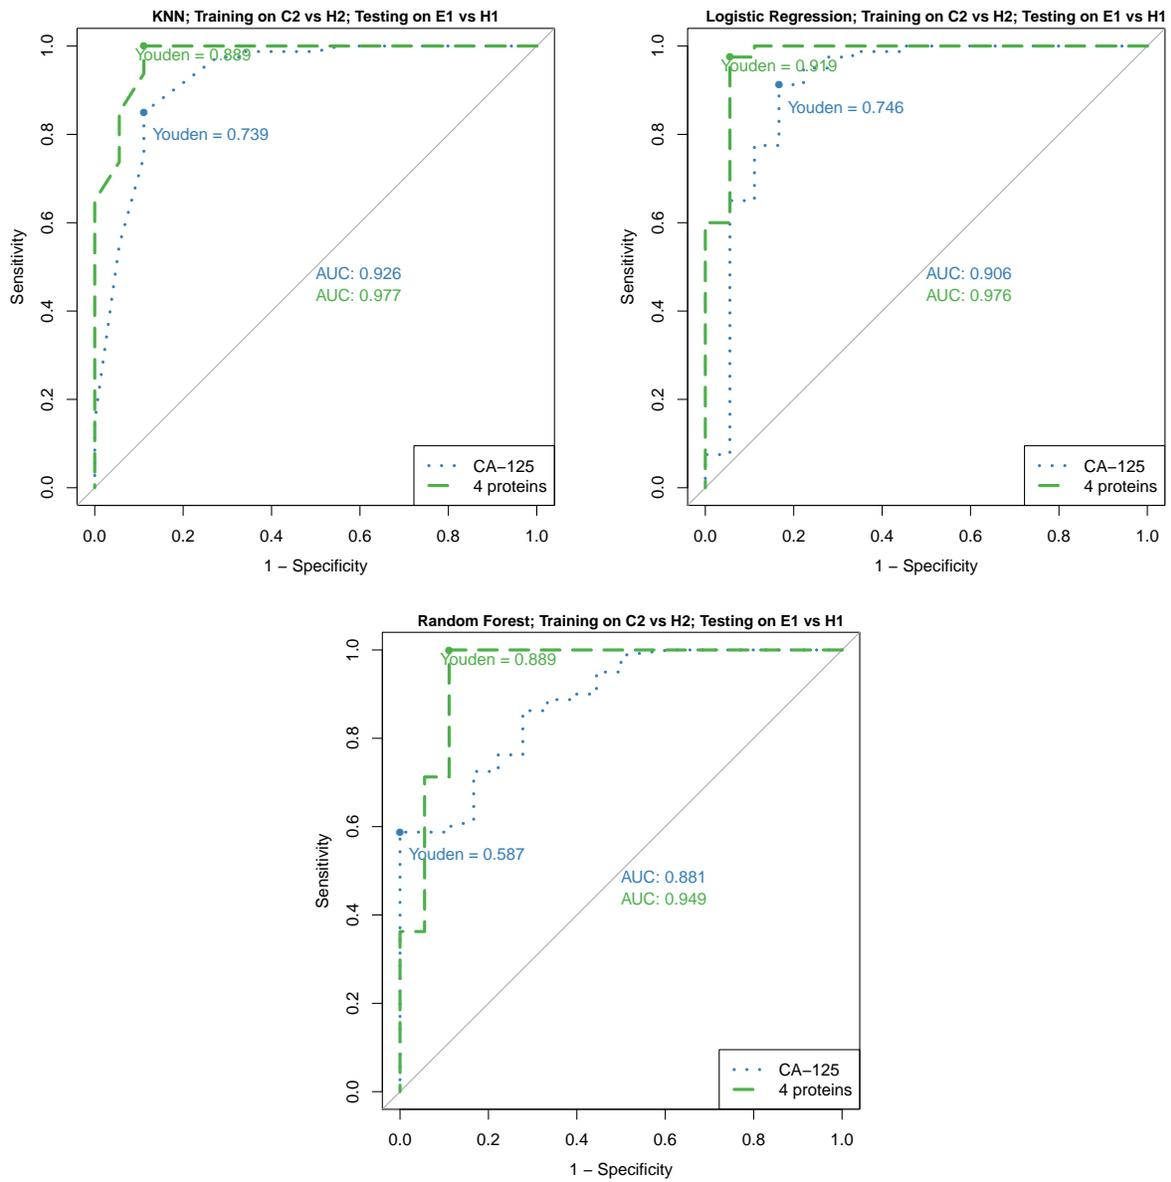 KNN; Training on C2 vs H2; Testing on E1 vs H1
Youden = 0.889
Youden = 0.739
AUC: 0.926
AUC: 0.977
CA−125
4 proteins
Sensitivity
0.0 0.2 0.4 0.6 0.8 1.0
0.0 0.2 0.4 0.6 0.8 1.0
1 − Specificity
Logistic Regression; Training on C2 vs H2; Testing on E1 vs H1
Youden = 0.919
Youden = 0.746
AUC: 0.906
AUC: 0.976
CA−125
4 proteins
Sensitivity
0.0 0.2 0.4 0.6 0.8 1.0
0.0 0.2 0.4 0.6 0.8 1.0
1 − Specificity
Random Forest; Training on C2 vs H2; Testing on E1 vs H1
Youden = 0.889
Youden = 0.587
AUC: 0.881
AUC: 0.949
CA−125
4 proteins
Sensitivity
0.0 0.2 0.4 0.6 0.8 1.0
0.0 0.2 0.4 0.6 0.8 1.0
1 − Specificity